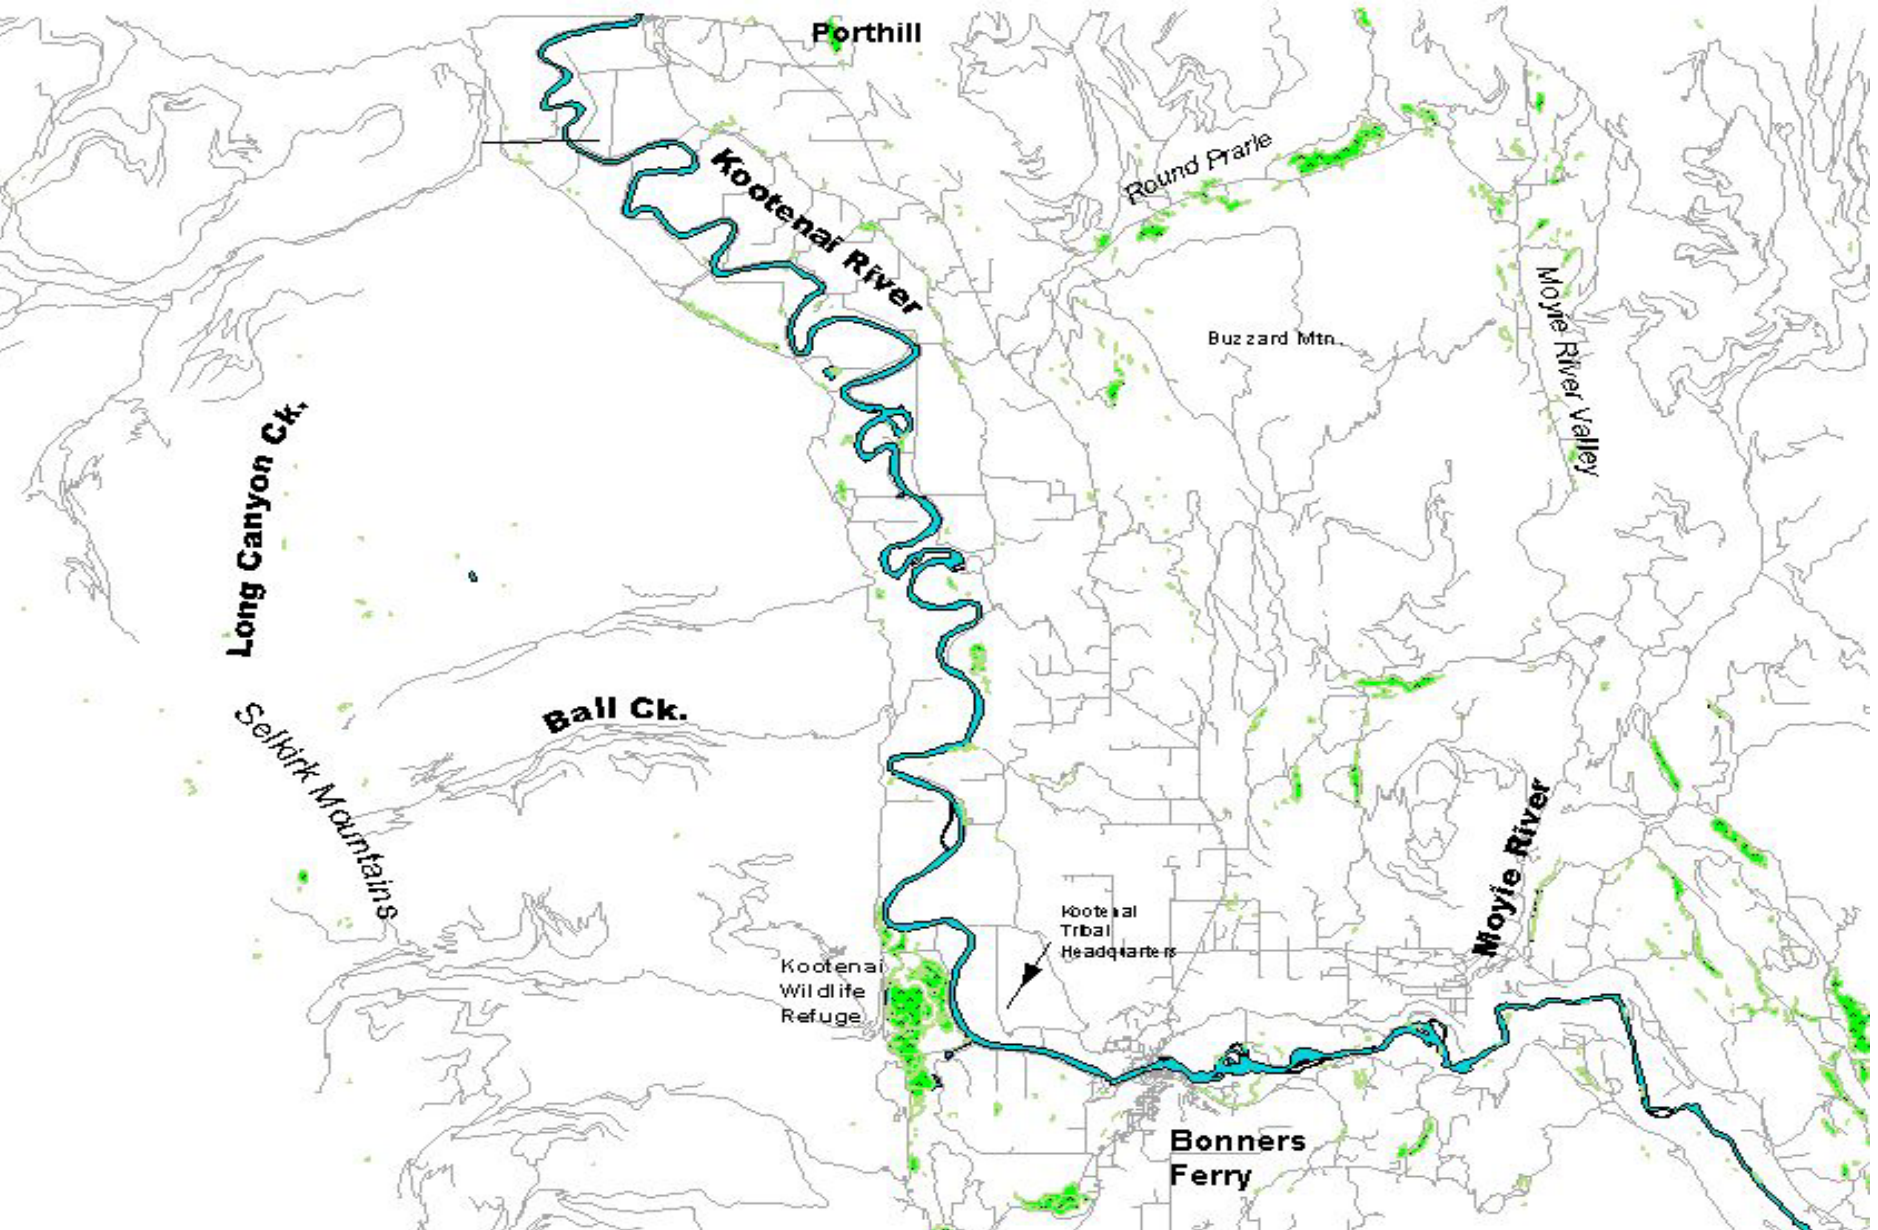 Porthill
Kootenai River
Round Prarie
Moyie River Valley
Buzzard Mtn.
Long Canyon Ck.
Selkirk Mountains
Ball Ck.
Moyie River
Kootenai
Tribal
Headquarters
Kootenai
Wildlife
Refuge
Bonners
Ferry